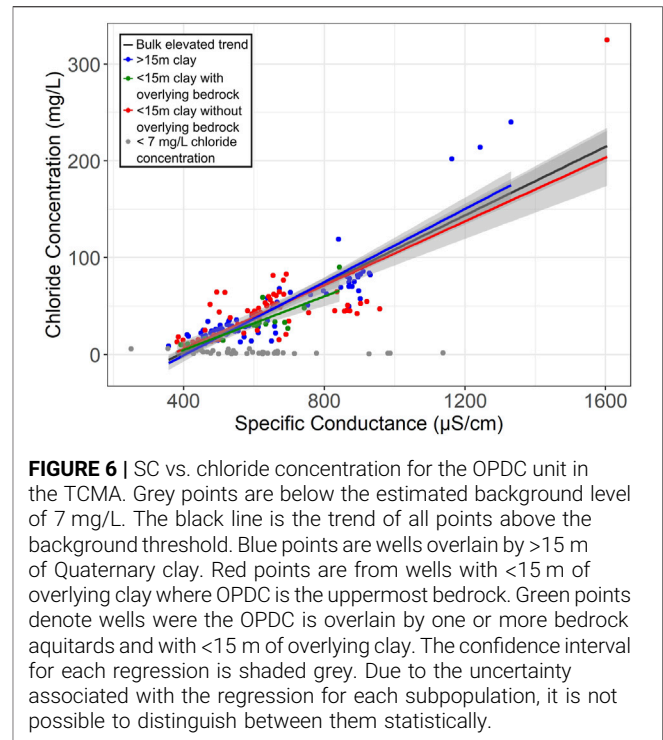 Chloride Concentration (mg/L)
300
200
100
0
Bulk elevated trend
>15m clay
<15m clay with
overlying bedrock
<15m clay without
overlying bedrock
< 7 mg/L chloride
concentration
400
800
1200
1600
Specific Conductance (µS/cm)
FIGURE 6 | SC vs. chloride concentration for the OPDC unit in
the TCMA. Grey points are below the estimated background level
of 7 mg/L. The black line is the trend of all points above the
background threshold. Blue points are wells overlain by >15 m
of Quaternary clay. Red points are from wells with <15 m of
overlying clay where OPDC is the uppermost bedrock. Green points
denote wells were the OPDC is overlain by one or more bedrock
aquitards and with <15 m of overlying clay. The confidence interval
for each regression is shaded grey. Due to the uncertainty
associated with the regression for each subpopulation, it is not
possible to distinguish between them statistically.